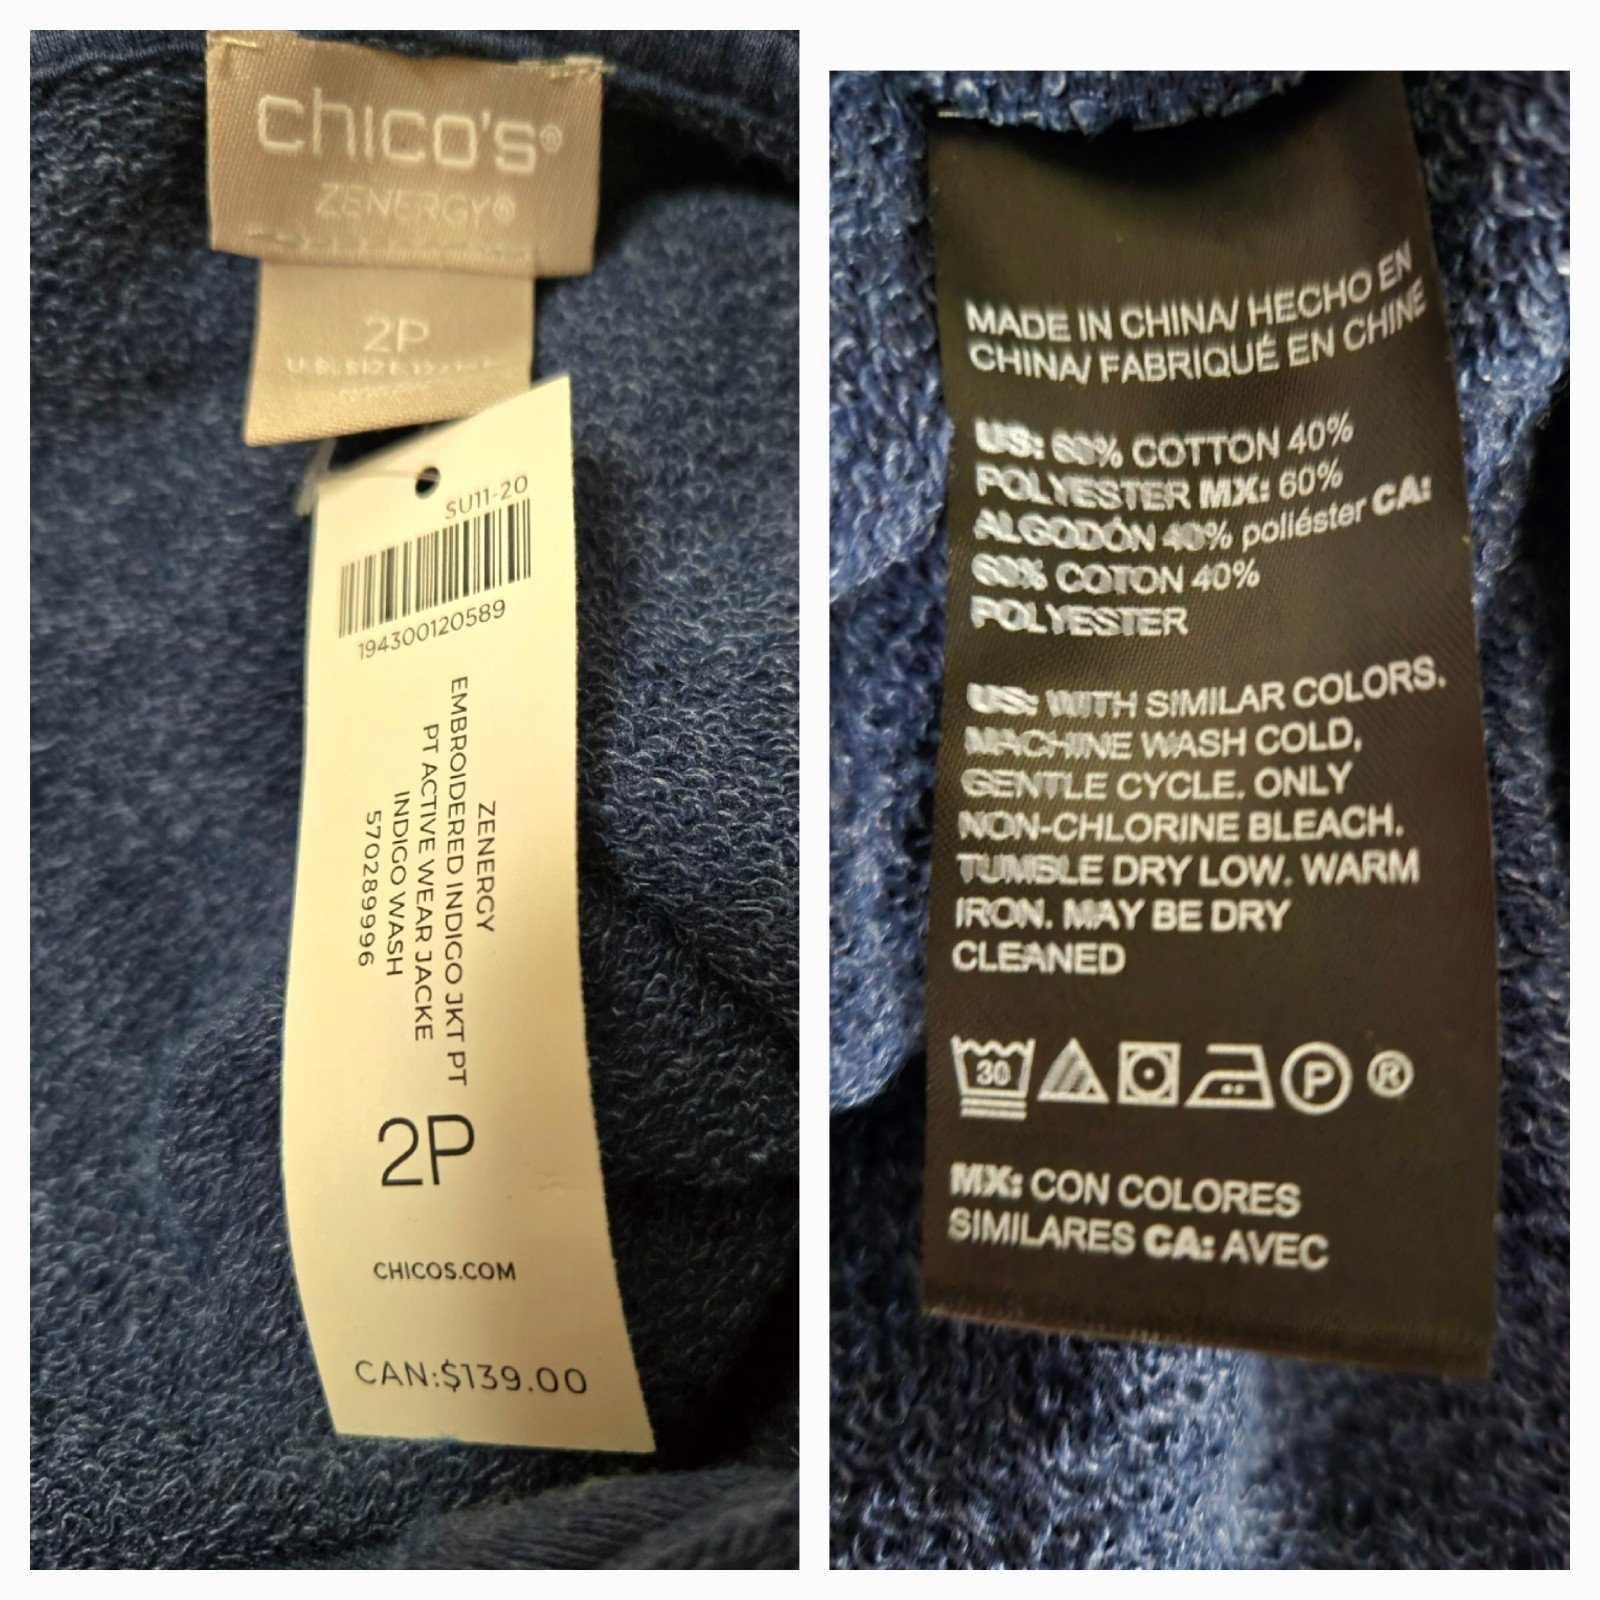 chico's®
ZENERGY®
2P
SU11-20
194300120589
ZENERGY
EMBROIDERED INDIGO JKT PT
PT ACTIVE WEAR JACKE
INDIGO WASH
570289996
2P
CHICOS.COM
CAN:$139.00
MADE IN CHINA/ HECHO EN
CHINA/ FABRIQUÉ EN CHINE
US: 60% COTTON 40%
POLYESTER MX: 60%
ALGODÓN 40% poliéster CA:
60% COTON 40%
POLYESTER
US: WITH SIMILAR COLORS.
MACHINE WASH COLD,
GENTLE CYCLE. ONLY
NON-CHLORINE BLEACH.
TUMBLE DRY LOW. WARM
IRON. MAY BE DRY
CLEANED
30 P ®
MX: CON COLORES
SIMILARES CA: AVEC